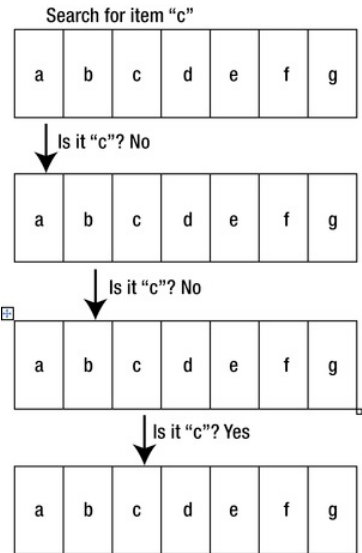 Search for item “c”
a b c d e f g
Is it “c”? No
a b c d e f g
Is it “c”? No
a b c d e f g
Is it “c”? Yes
a b c d e f g